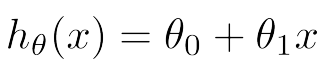 h_θ(x) = θ_0 + θ_1x